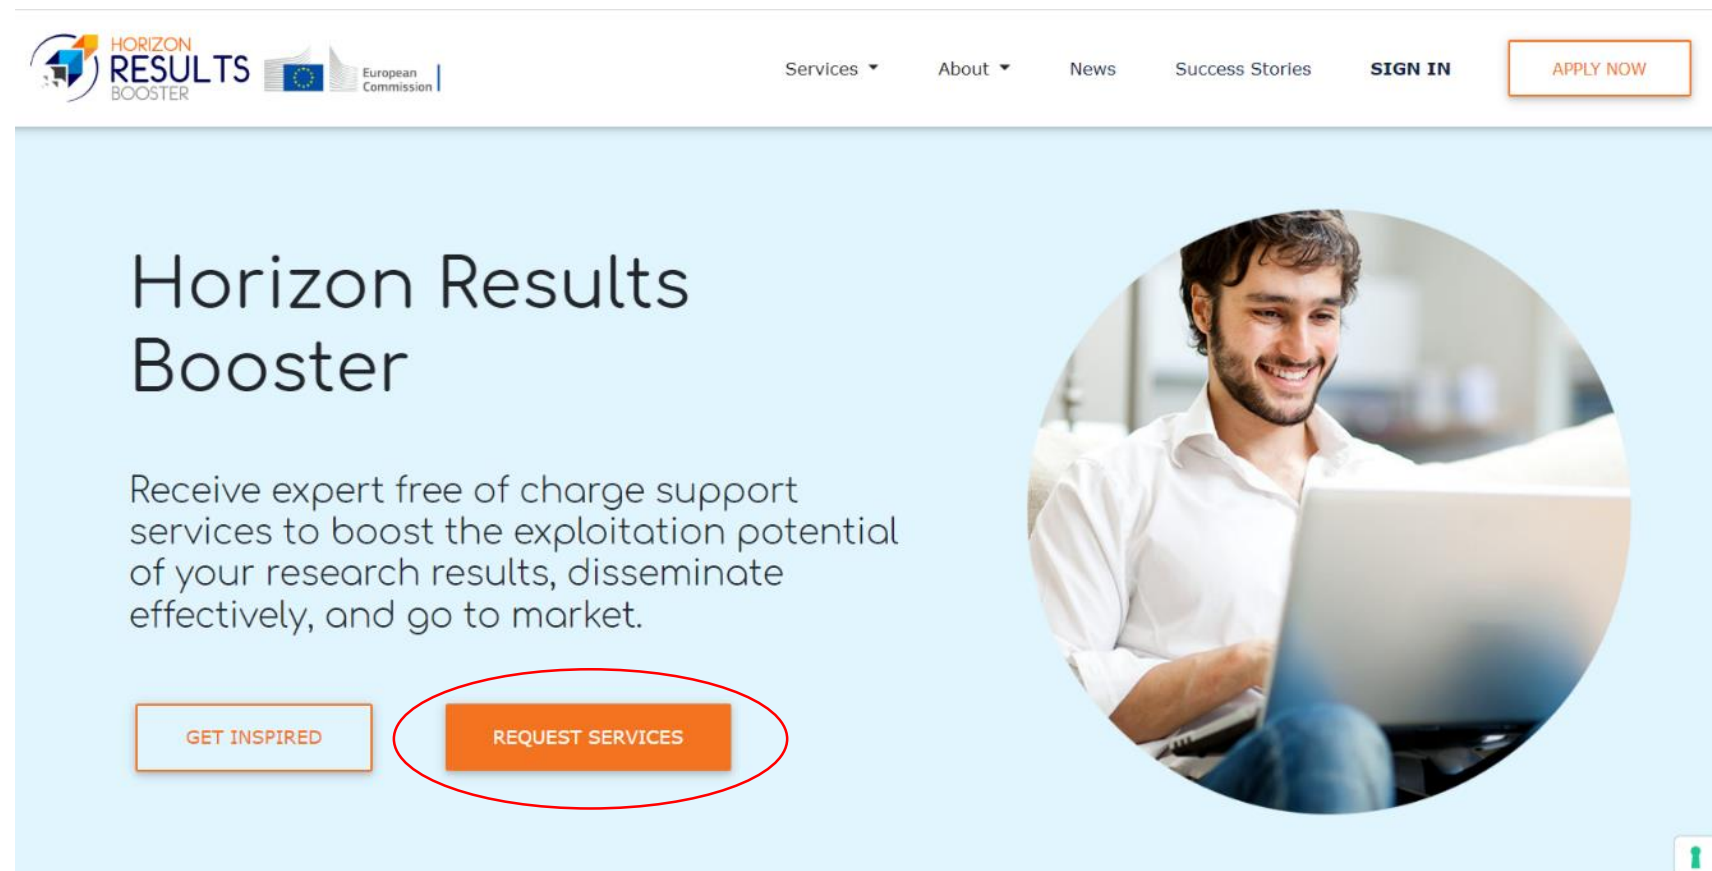 HORIZON
RESULTS
BOOSTER
European
Commission
Services
About
News
Success Stories
SIGN IN
APPLY NOW
Horizon Results
Booster
Receive expert free of charge support
services to boost the exploitation potential
of your research results, disseminate
effectively, and go to market.
GET INSPIRED
REQUEST SERVICES